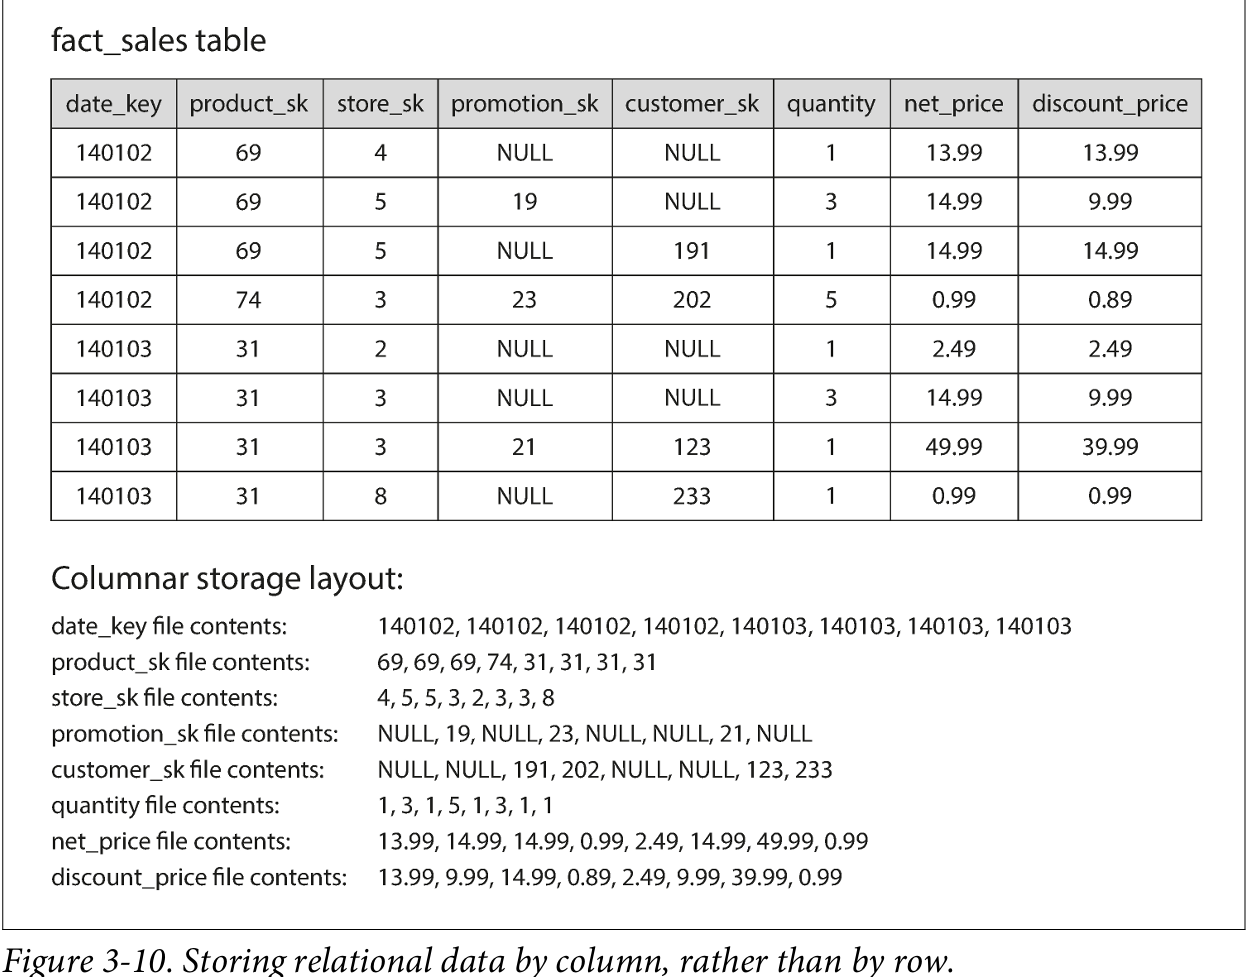 fact_sales table
date_key product_sk store_sk promotion_sk customer_sk quantity net_price discount_price
140102 69 4 NULL NULL 1 13.99 13.99
140102 69 5 19 NULL 3 14.99 9.99
140102 69 5 NULL 191 1 14.99 14.99
140102 74 3 23 202 5 0.99 0.89
140103 31 2 NULL NULL 1 2.49 2.49
140103 31 3 NULL NULL 3 14.99 9.99
140103 31 3 21 123 1 49.99 39.99
140103 31 8 NULL 233 1 0.99 0.99
Columnar storage layout:
date_key file contents: 140102, 140102, 140102, 140102, 140103, 140103, 140103, 140103
product_sk file contents: 69, 69, 69, 74, 31, 31, 31, 31
store_sk file contents: 4, 5, 5, 3, 2, 3, 3, 8
promotion_sk file contents: NULL, 19, NULL, 23, NULL, NULL, 21, NULL
customer_sk file contents: NULL, NULL, 191, 202, NULL, NULL, 123, 233
quantity file contents: 1, 3, 1, 5, 1, 3, 1, 1
net_price file contents: 13.99, 14.99, 14.99, 0.99, 2.49, 14.99, 49.99, 0.99
discount_price file contents: 13.99, 9.99, 14.99, 0.89, 2.49, 9.99, 39.99, 0.99
Figure 3-10. Storing relational data by column, rather than by row.